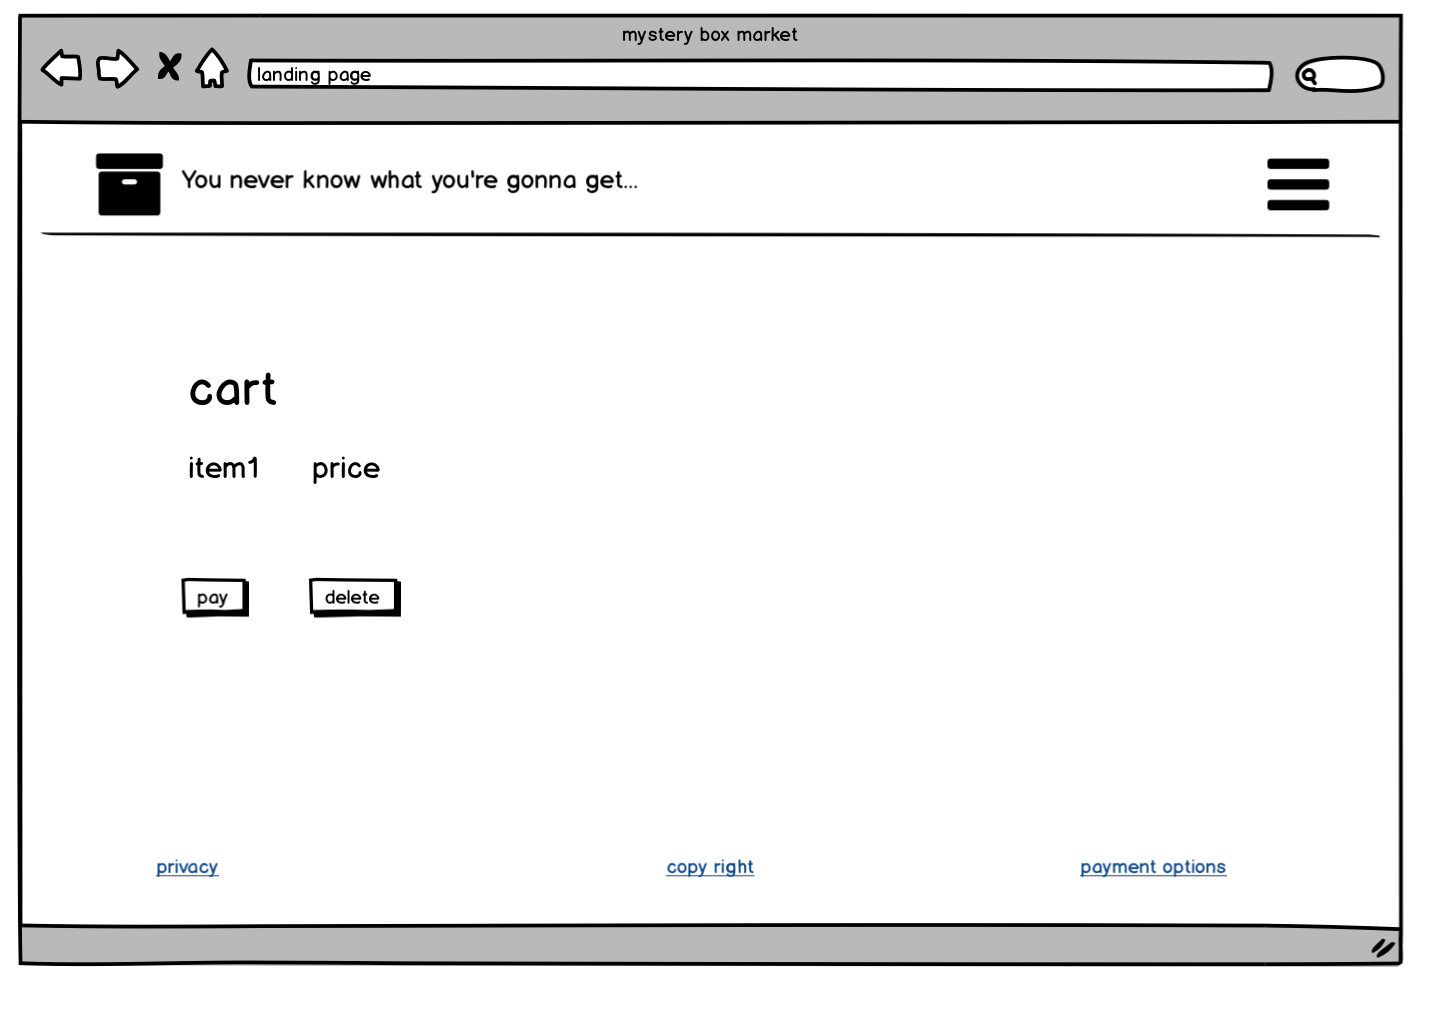 mystery box market
landing page
You never know what you're gonna get...
cart
item1 price
pay delete
privacy copy right payment options